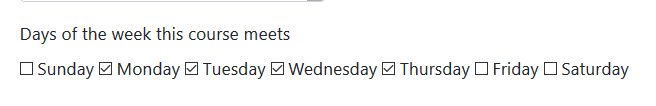 Days of the week this course meets
☐ Sunday ☑ Monday ☑ Tuesday ☑ Wednesday ☑ Thursday ☐ Friday ☐ Saturday